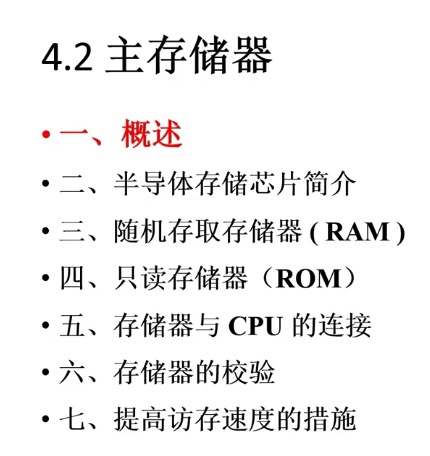 4.2 主存储器
• 一、概述
• 二、半导体存储芯片简介
• 三、随机存取存储器 ( RAM )
• 四、只读存储器（ROM）
• 五、存储器与 CPU 的连接
• 六、存储器的校验
• 七、提高访存速度的措施